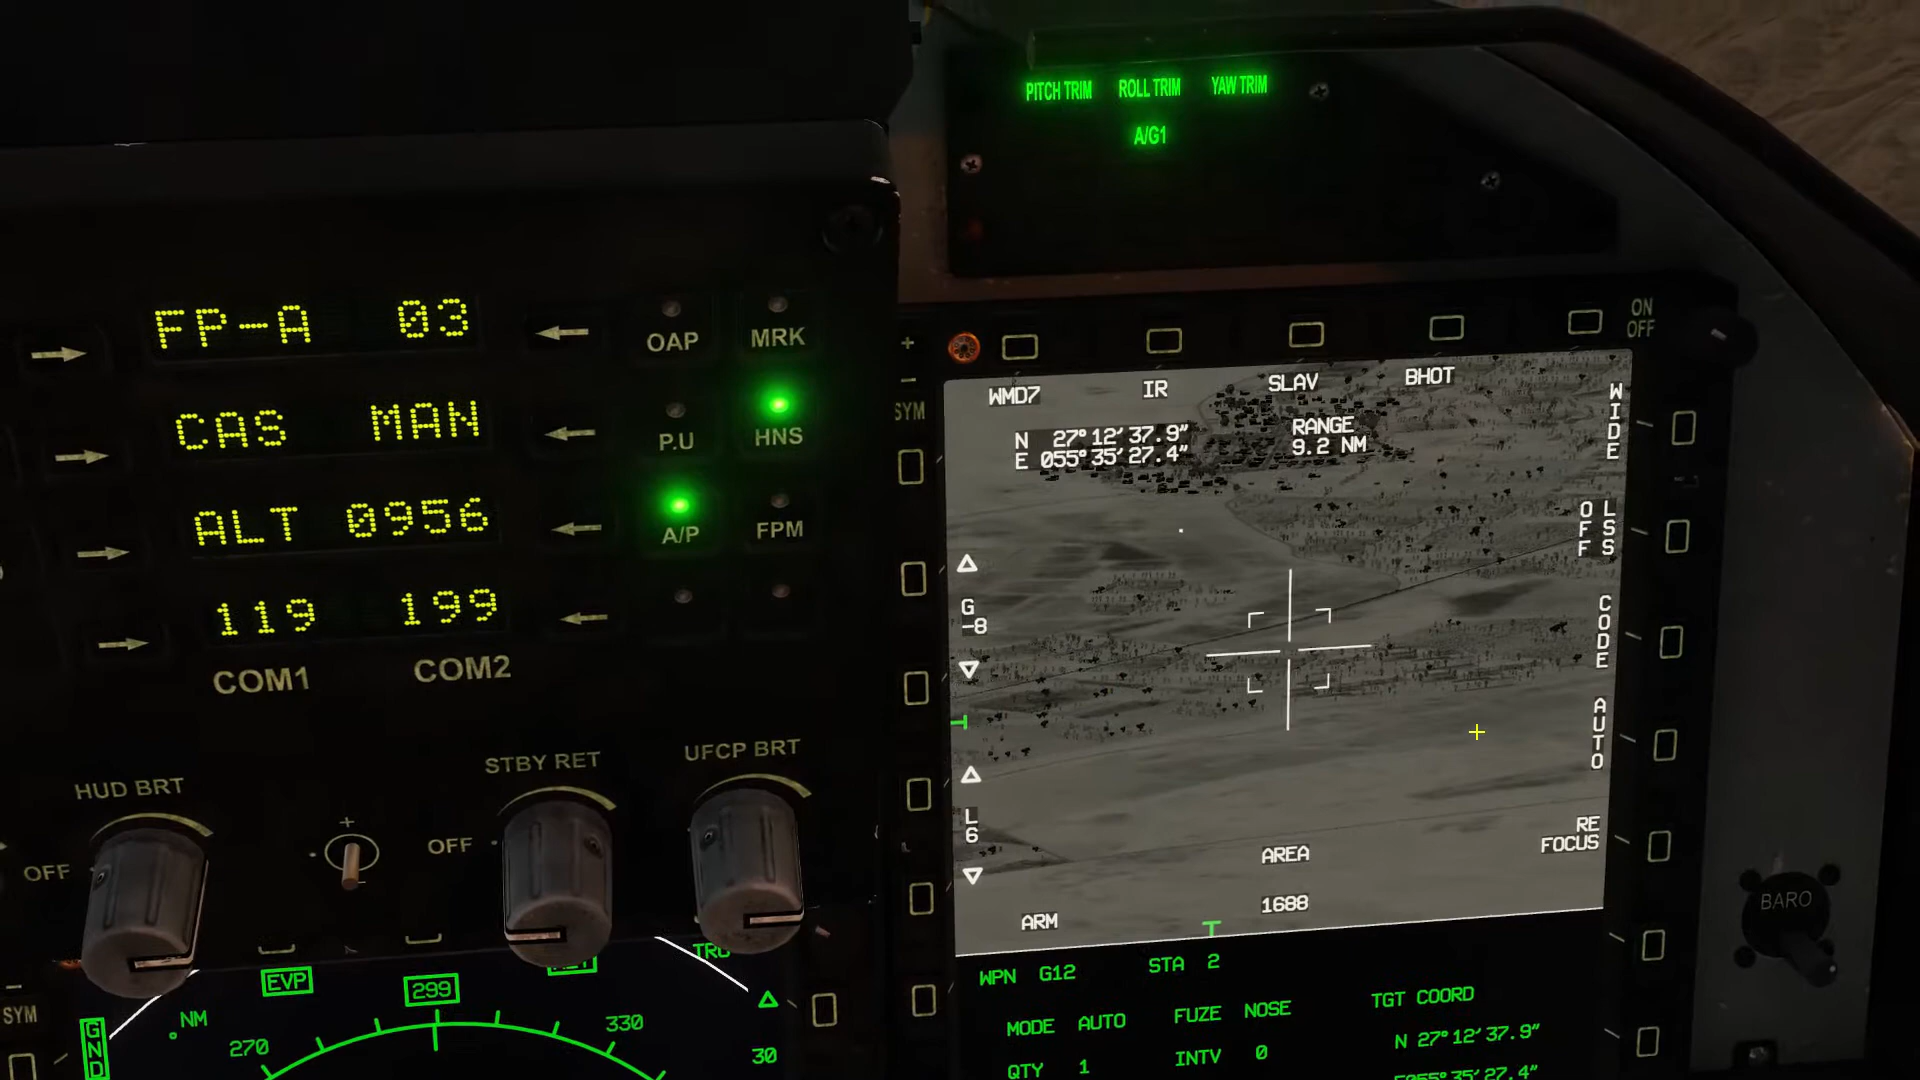 PITCH TRIM ROLL TRIM YAW TRIM
A/G1
FP-A 03
CAS MAN
ALT 0956
119 199
COM1 COM2
OAP MRK
P.U HNS
A/P FPM
HUD BRT
STBY RET
UFCP BRT
OFF
OFF
+
-
SYM
+
-
SYM
ON
OFF
WMD7 IR SLAV BHOT
WIDE
N 27°12'37.9"
E 055°35'27.4"
RANGE
9.2 NM
LSS
OFF
CODE
AUTO
RE
FOCUS
G
-8
L
6
AREA
1688
ARM
BARO
WPN G12 STA 2
MODE AUTO FUZE NOSE TGT COORD
QTY 1 INTV 0
N 27°12'37.9"
E055°35'27.4"
EVP
299
NM
GND
270
330
30